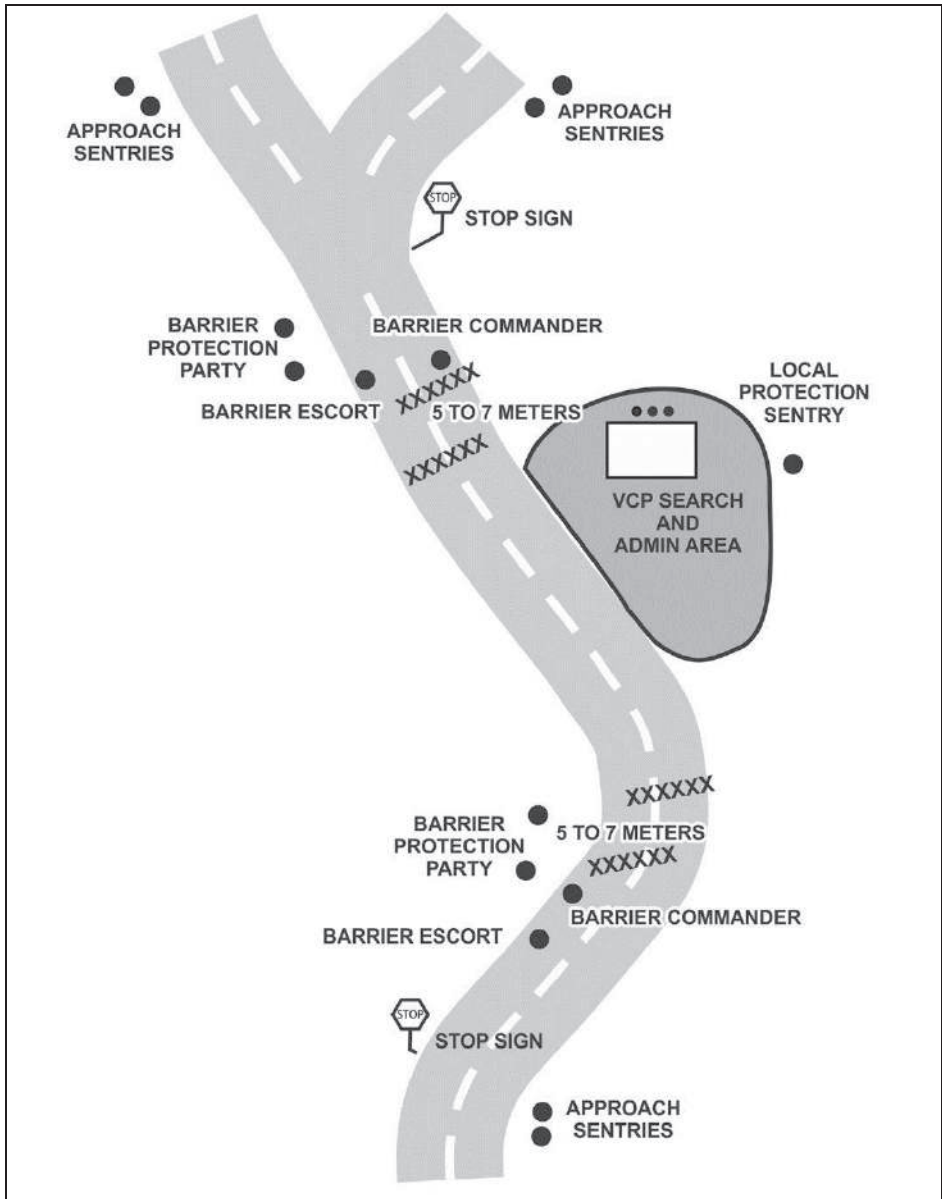 APPROACH
SENTRIES
APPROACH
SENTRIES
STOP
STOP SIGN
BARRIER
PROTECTION
PARTY
BARRIER COMMANDER
BARRIER ESCORT
XXXXXX
5 TO 7 METERS
XXXXXX
LOCAL
PROTECTION
SENTRY
VCP SEARCH
AND
ADMIN AREA
XXXXXX
BARRIER
PROTECTION
PARTY
5 TO 7 METERS
XXXXXX
BARRIER COMMANDER
BARRIER ESCORT
STOP
STOP SIGN
APPROACH
SENTRIES